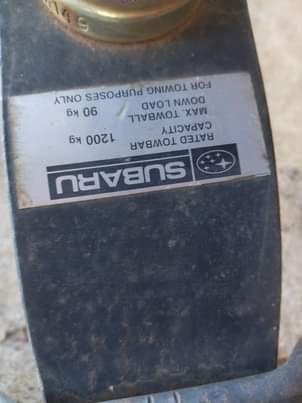 SUBARU
RATED TOWBAR
CAPACITY 1200 kg
MAX. TOWBALL
DOWN LOAD 90 kg
FOR TOWING PURPOSES ONLY